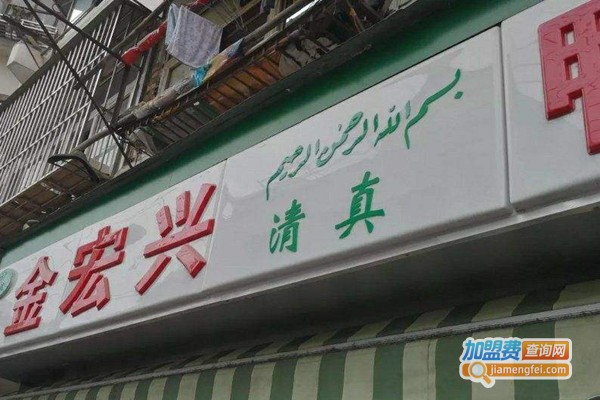 金宏兴
بسم الله الرحمن الرحيم
清真
加盟费查询网
jiamengfei.com